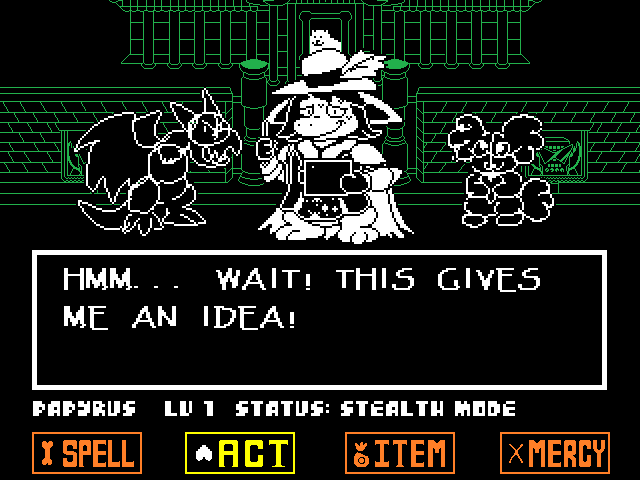 HMM... WAIT! THIS GIVES
ME AN IDEA!
PAPYRUS LV 1 STATUS: STEALTH MODE
SPELL ACT ITEM MERCY